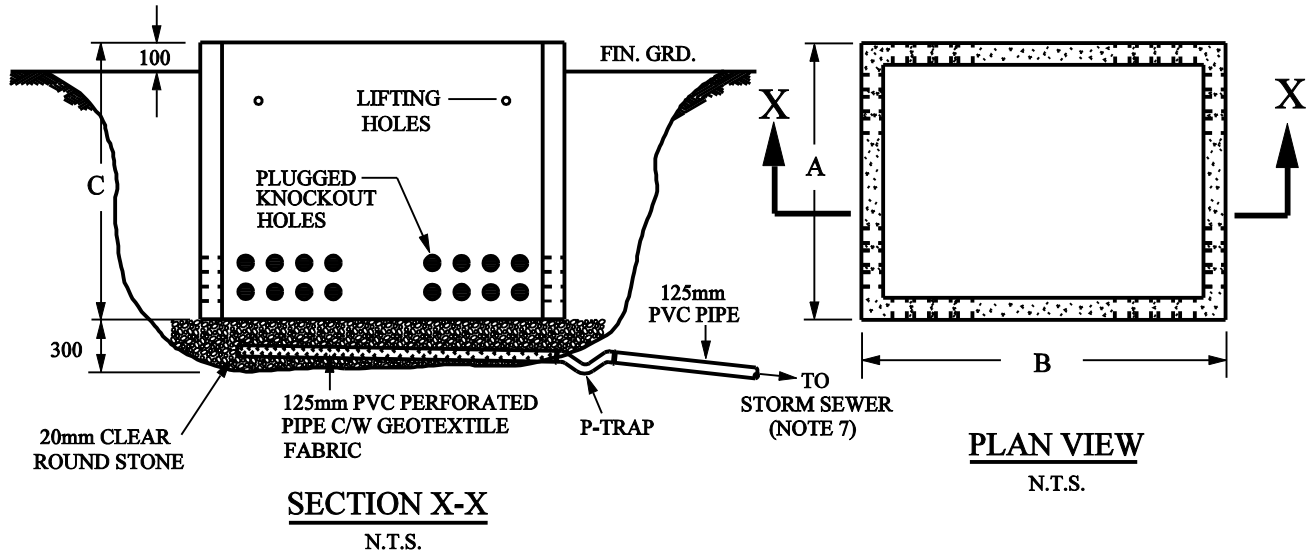 100
FIN. GRD.
LIFTING
HOLES
C
PLUGGED
KNOCKOUT
HOLES
125mm
PVC PIPE
300
TO
STORM SEWER
(NOTE 7)
125mm PVC PERFORATED
PIPE C/W GEOTEXTILE
FABRIC
P-TRAP
20mm CLEAR
ROUND STONE
SECTION X-X
N.T.S.
X
A
X
B
PLAN VIEW
N.T.S.